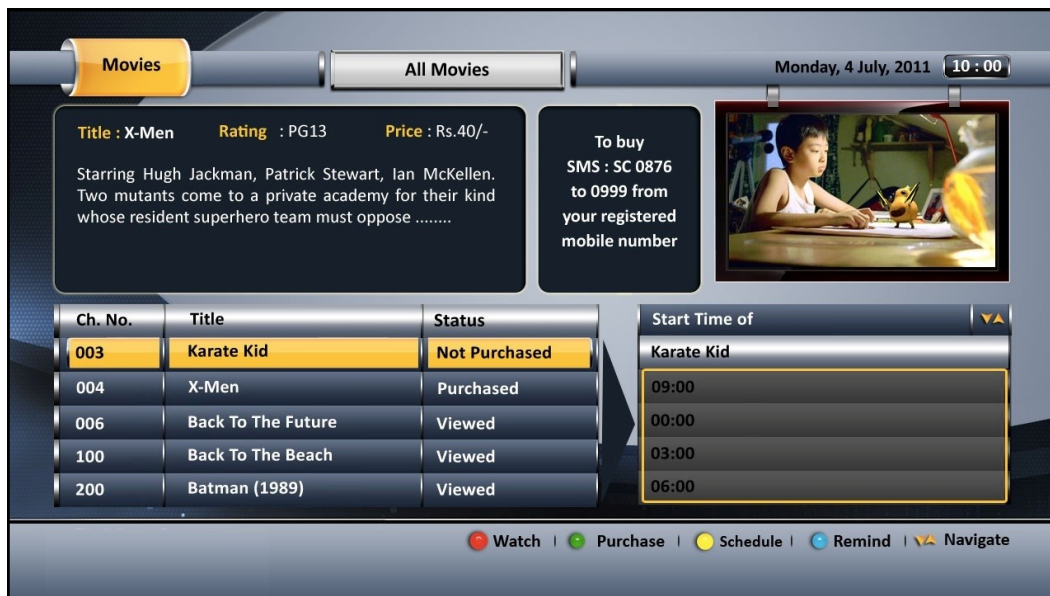 Movies
All Movies
Monday, 4 July, 2011 10 : 00
Title : X-Men Rating : PG13 Price : Rs.40/-
Starring Hugh Jackman, Patrick Stewart, Ian McKellen.
Two mutants come to a private academy for their kind
whose resident superhero team must oppose ........
To buy
SMS : SC 0876
to 0999 from
your registered
mobile number
Ch. No. Title Status
003 Karate Kid Not Purchased
004 X-Men Purchased
006 Back To The Future Viewed
100 Back To The Beach Viewed
200 Batman (1989) Viewed
Start Time of
Karate Kid
09:00
00:00
03:00
06:00
Watch | Purchase | Schedule | Remind | Navigate